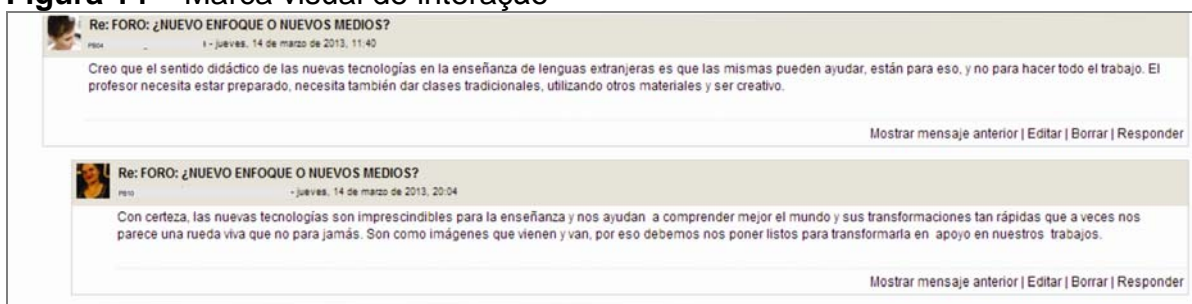 Re: FORO: ¿NUEVO ENFOQUE O NUEVOS MEDIOS?
PB04 - jueves, 14 de marzo de 2013, 11:40
Creo que el sentido didáctico de las nuevas tecnologías en la enseñanza de lenguas extranjeras es que las mismas pueden ayudar, están para eso, y no para hacer todo el trabajo. El
profesor necesita estar preparado, necesita también dar clases tradicionales, utilizando otros materiales y ser creativo.
Mostrar mensaje anterior | Editar | Borrar | Responder
Re: FORO: ¿NUEVO ENFOQUE O NUEVOS MEDIOS?
PB10 - jueves, 14 de marzo de 2013, 20:04
Con certeza, las nuevas tecnologías son imprescindibles para la enseñanza y nos ayudan a comprender mejor el mundo y sus transformaciones tan rápidas que a veces nos
parece una rueda viva que no para jamás. Son como imágenes que vienen y van, por eso debemos nos poner listos para transformarla en apoyo en nuestros trabajos.
Mostrar mensaje anterior | Editar | Borrar | Responder